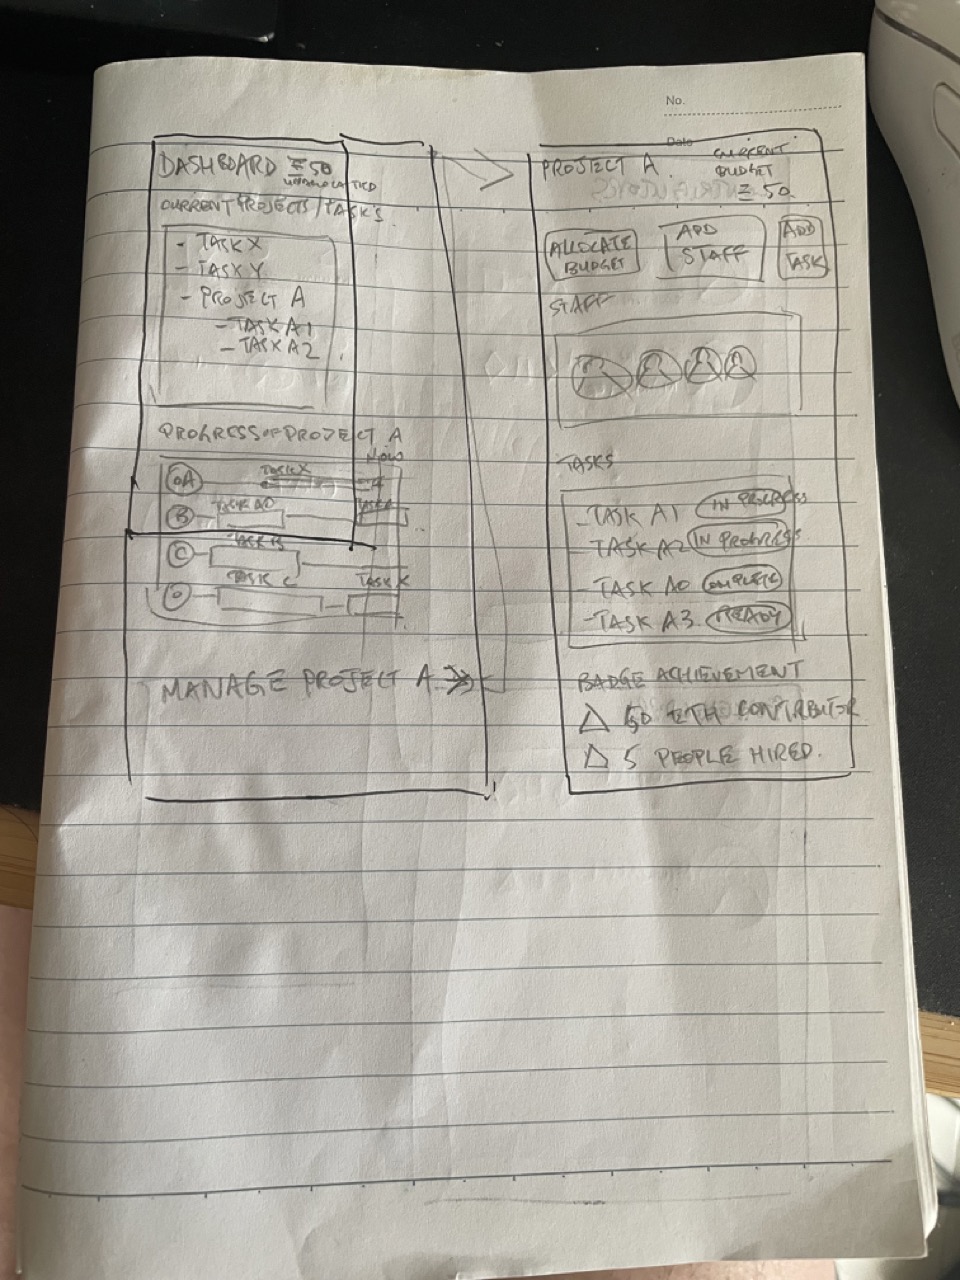 No.
Date
DASHBOARD Ξ 50
UNALLOCATED
CURRENT PROJECTS / TASKS
- TASK X
- TASK Y
- PROJECT A
- TASK A1
- TASK A2
PROGRESS OF PROJECT A
NOW
A
TASK X
B
TASK A0
C
TASK B
TASK C
MANAGE PROJECT A >>
PROJECT A
CURRENT
BUDGET
Ξ 50
ALLOCATE
BUDGET
ADD
STAFF
ADD
TASK
STAFF
TASKS
- TASK A1 IN PROGRESS
- TASK A2 IN PROGRESS
- TASK A0 COMPLETE
- TASK A3 READY
BADGE ACHIEVEMENT
△ 50 ETH CONTRIBUTOR
△ 5 PEOPLE HIRED.